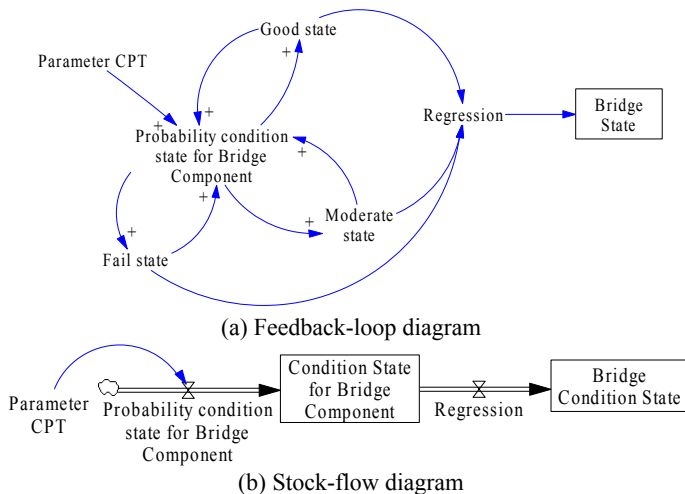 Good state
+
Parameter CPT
+
+
Probability condition
state for Bridge
Component
Regression
Bridge
State
+
+
+
Moderate
state
+
Fail state
(a) Feedback-loop diagram
Parameter
CPT
Probability condition
state for Bridge
Component
Condition State
for Bridge
Component
Regression
Bridge
Condition State
(b) Stock-flow diagram